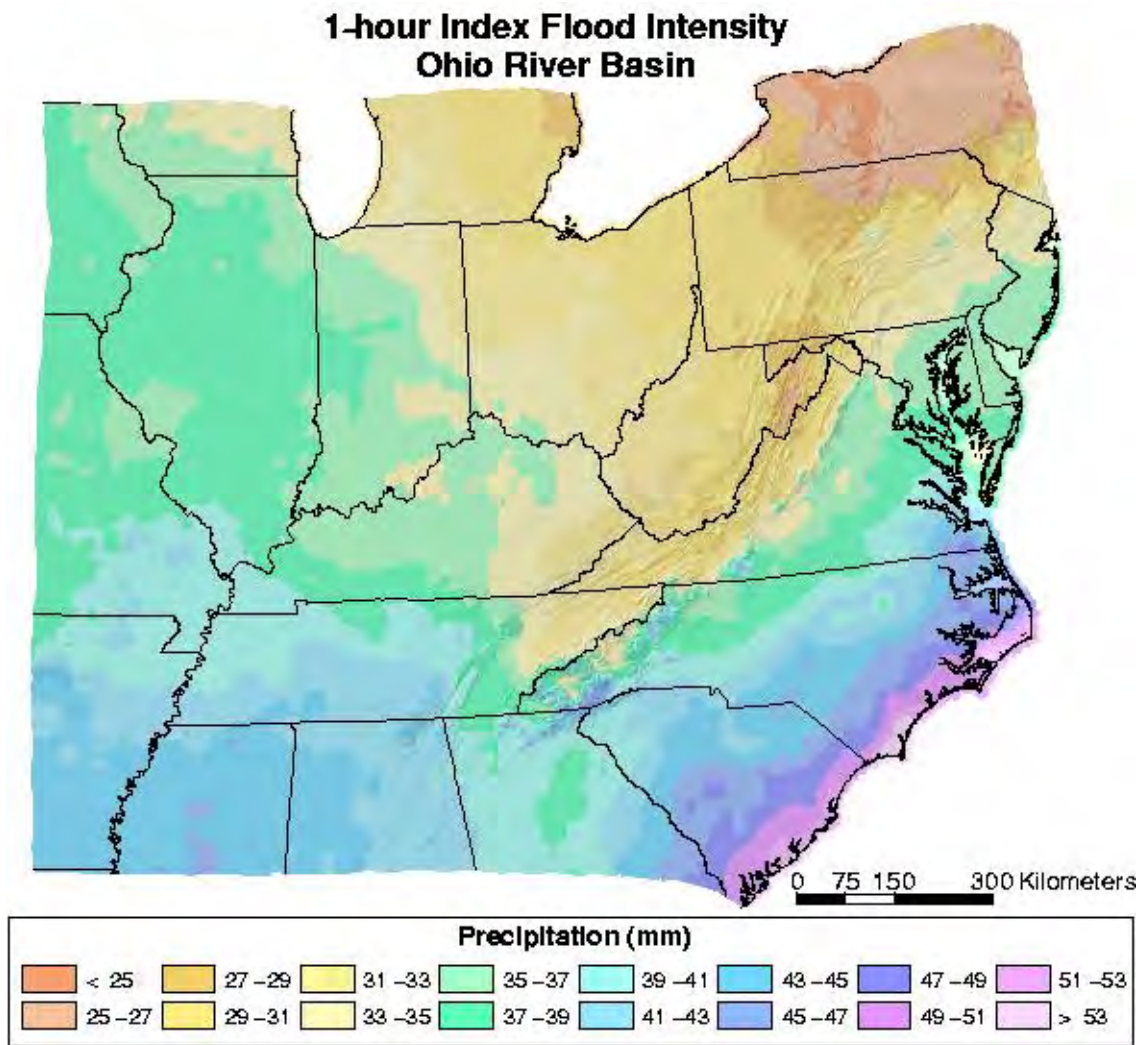 1-hour Index Flood Intensity
Ohio River Basin
0 75 150 300 Kilometers
Precipitation (mm)
< 25 27 –29 31 –33 35 –37 39 –41 43 –45 47 –49 51 –53
25 –27 29 –31 33 –35 37 –39 41 –43 45 –47 49 –51 > 53